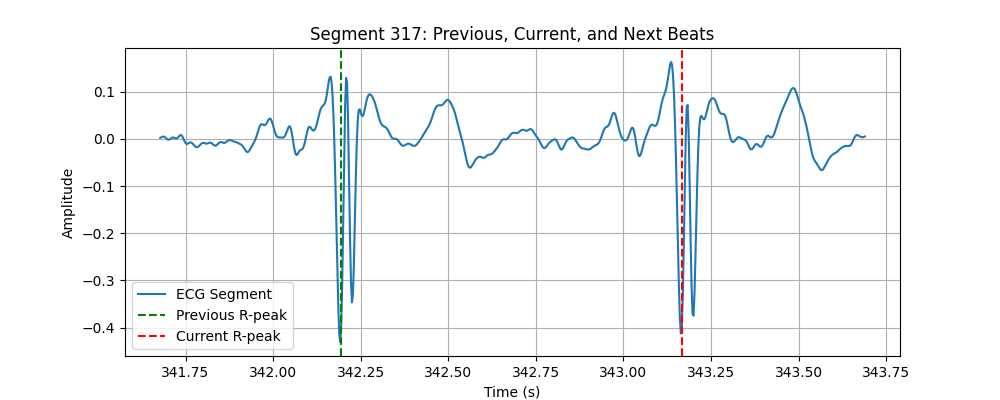 Segment 317: Previous, Current, and Next Beats
Amplitude
0.1
0.0
−0.1
−0.2
−0.3
−0.4
ECG Segment
Previous R-peak
Current R-peak
341.75 342.00 342.25 342.50 342.75 343.00 343.25 343.50 343.75
Time (s)